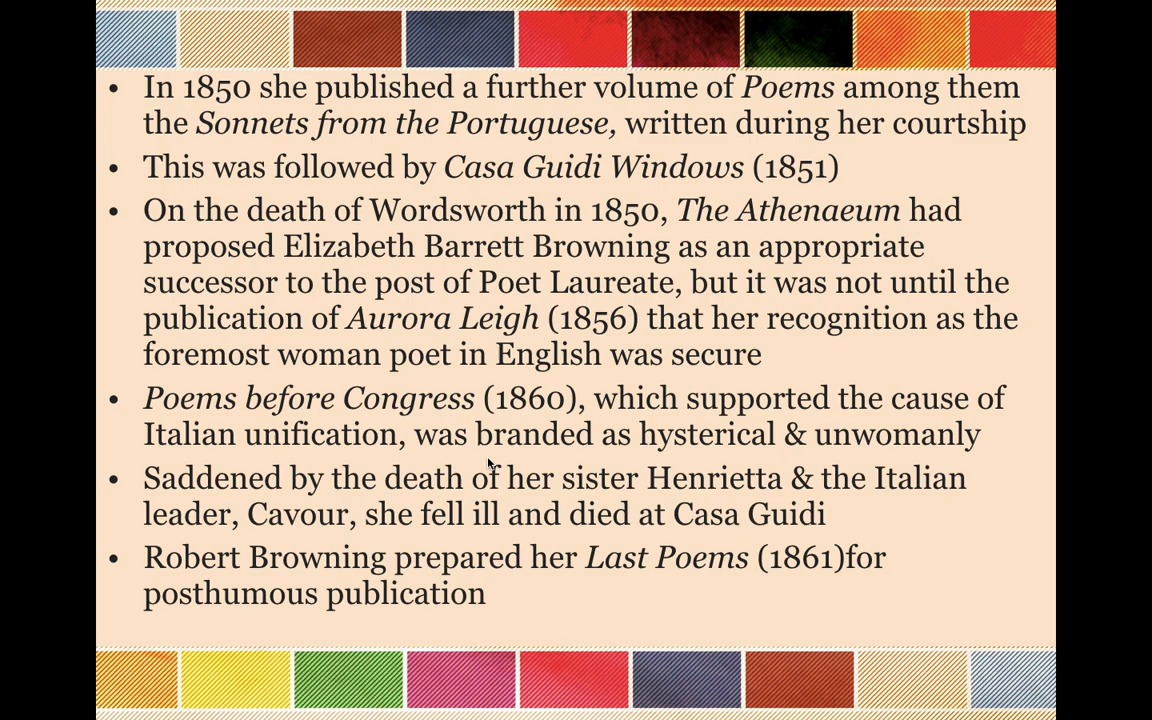 • In 1850 she published a further volume of Poems among them
the Sonnets from the Portuguese, written during her courtship
• This was followed by Casa Guidi Windows (1851)
• On the death of Wordsworth in 1850, The Athenaeum had
proposed Elizabeth Barrett Browning as an appropriate
successor to the post of Poet Laureate, but it was not until the
publication of Aurora Leigh (1856) that her recognition as the
foremost woman poet in English was secure
• Poems before Congress (1860), which supported the cause of
Italian unification, was branded as hysterical & unwomanly
• Saddened by the death of her sister Henrietta & the Italian
leader, Cavour, she fell ill and died at Casa Guidi
• Robert Browning prepared her Last Poems (1861)for
posthumous publication